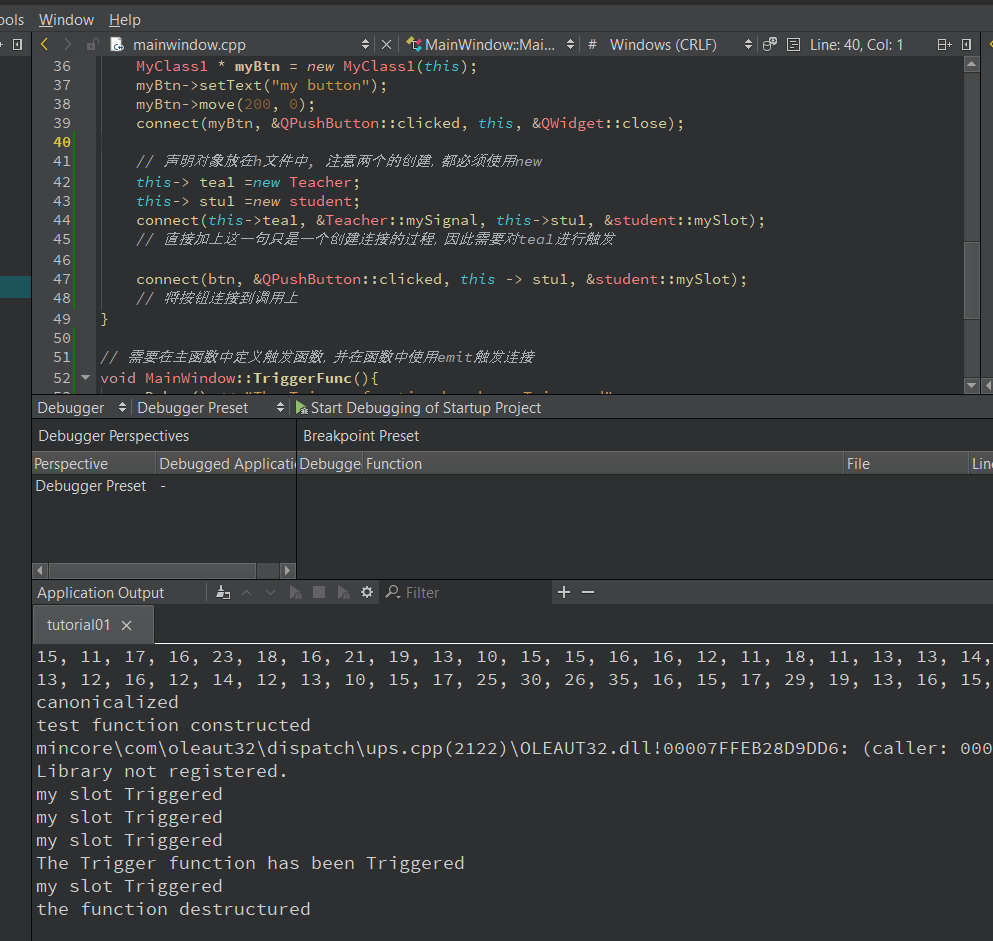 ools Window Help
mainwindow.cpp MainWindow::Mai... # Windows (CRLF) Line: 40, Col: 1
36 MyClass1 * myBtn = new MyClass1(this);
37 myBtn->setText("my button");
38 myBtn->move(200, 0);
39 connect(myBtn, &QPushButton::clicked, this, &QWidget::close);
40
41 // 声明对象放在h文件中, 注意两个的创建,都必须使用new
42 this-> tea1 =new Teacher;
43 this-> stu1 =new student;
44 connect(this->tea1, &Teacher::mySignal, this->stu1, &student::mySlot);
45 // 直接加上这一句只是一个创建连接的过程,因此需要对tea1进行触发
46
47 connect(btn, &QPushButton::clicked, this -> stu1, &student::mySlot);
48 // 将按钮连接到调用上
49 }
50
51 // 需要在主函数中定义触发函数,并在函数中使用emit触发连接
52 void MainWindow::TriggerFunc(){
Debugger Debugger Preset Start Debugging of Startup Project
Debugger Perspectives Breakpoint Preset
Perspective Debugged Applicati Debugge Function File Line
Debugger Preset -
Application Output Filter
tutorial01
15, 11, 17, 16, 23, 18, 16, 21, 19, 13, 10, 15, 15, 16, 16, 12, 11, 18, 11, 13, 13, 14,
13, 12, 16, 12, 14, 12, 13, 10, 15, 17, 25, 30, 26, 35, 16, 15, 17, 29, 19, 13, 16, 15,
canonicalized
test function constructed
mincore\com\oleaut32\dispatch\ups.cpp(2122)\OLEAUT32.dll!00007FFEB28D9DD6: (caller: 000
Library not registered.
my slot Triggered
my slot Triggered
my slot Triggered
The Trigger function has been Triggered
my slot Triggered
the function destructured